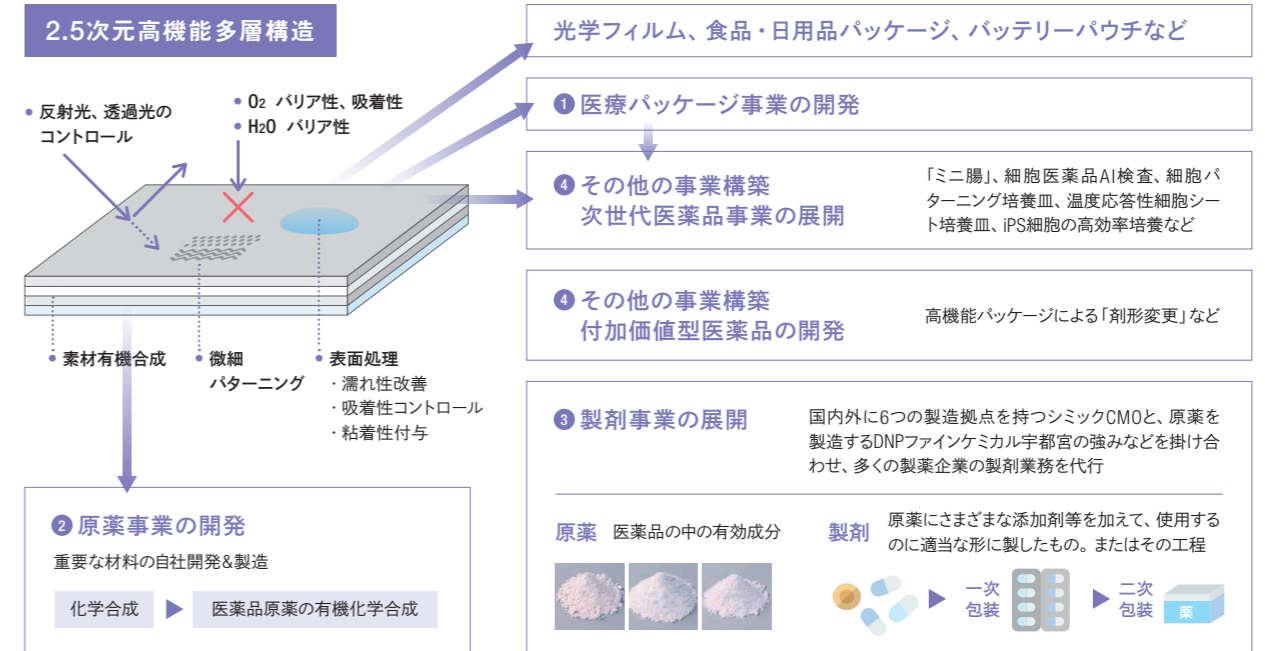 2.5次元高機能多層構造
• 反射光、透過光の
コントロール
• O2 バリア性、吸着性
• H2O バリア性
• 素材有機合成
• 微細
パターニング
• 表面処理
・濡れ性改善
・吸着性コントロール
・粘着性付与
❷ 原薬事業の開発
重要な材料の自社開発&製造
化学合成
医薬品原薬の有機化学合成
光学フィルム、食品・日用品パッケージ、バッテリーパウチなど
❶ 医療パッケージ事業の開発
❹ その他の事業構築
次世代医薬品事業の展開
「ミニ腸」、細胞医薬品AI検査、細胞パ
ターニング培養皿、温度応答性細胞シー
ト培養皿、iPS細胞の高効率培養など
❹ その他の事業構築
付加価値型医薬品の開発
高機能パッケージによる「剤形変更」など
❸ 製剤事業の展開
国内外に6つの製造拠点を持つシミックCMOと、原薬を
製造するDNPファインケミカル宇都宮の強みなどを掛け合
わせ、多くの製薬企業の製剤業務を代行
原薬 医薬品の中の有効成分
製剤
原薬にさまざまな添加剤等を加えて、使用する
のに適当な形に製したもの。またはその工程
一次
包装
二次
包装
薬